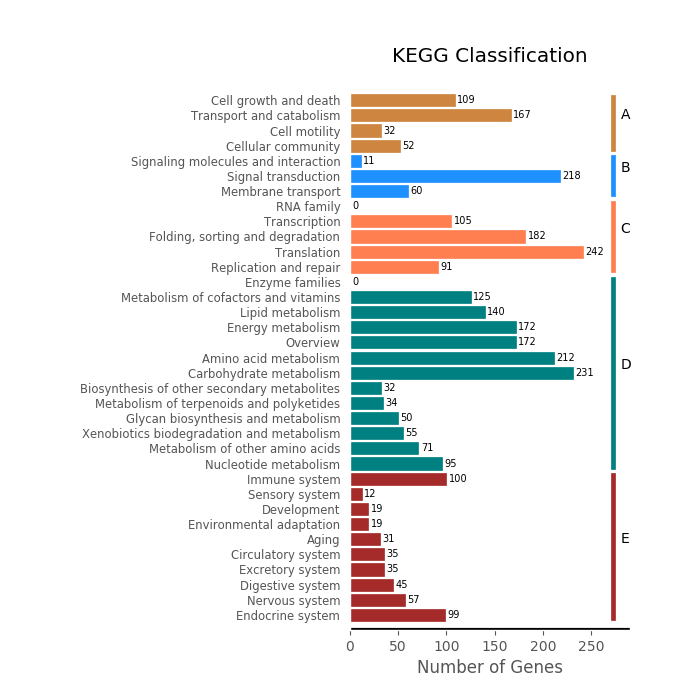 KEGG Classification
Cell growth and death 109
Transport and catabolism 167
A
Cell motility 32
Cellular community 52
Signaling molecules and interaction 11
B
Signal transduction 218
Membrane transport 60
RNA family 0
Transcription 105
C
Folding, sorting and degradation 182
Translation 242
Replication and repair 91
Enzyme families 0
Metabolism of cofactors and vitamins 125
Lipid metabolism 140
Energy metabolism 172
Overview 172
Amino acid metabolism 212
D
Carbohydrate metabolism 231
Biosynthesis of other secondary metabolites 32
Metabolism of terpenoids and polyketides 34
Glycan biosynthesis and metabolism 50
Xenobiotics biodegradation and metabolism 55
Metabolism of other amino acids 71
Nucleotide metabolism 95
Immune system 100
Sensory system 12
Development 19
Environmental adaptation 19
Aging 31
E
Circulatory system 35
Excretory system 35
Digestive system 45
Nervous system 57
Endocrine system 99
0 50 100 150 200 250
Number of Genes